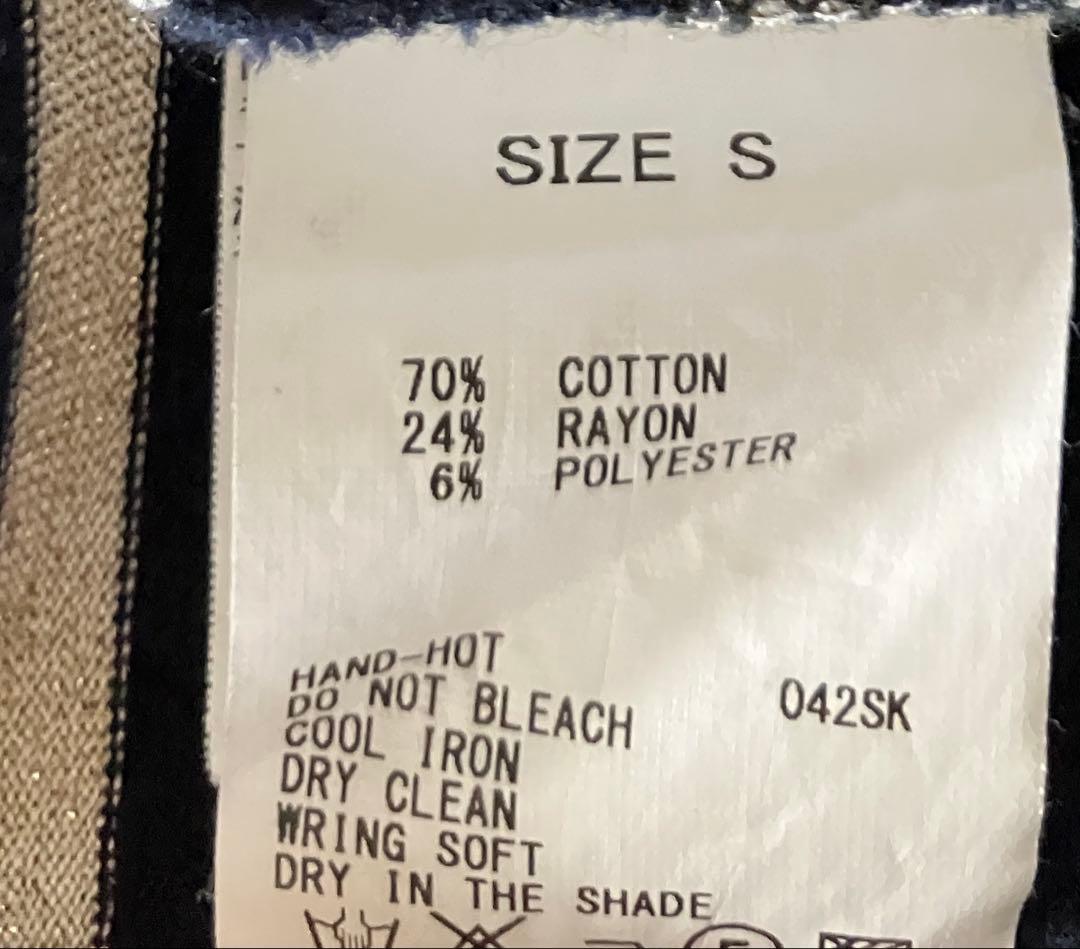 SIZE S
70% COTTON
24% RAYON
6% POLYESTER
HAND-HOT
DO NOT BLEACH
042SK
COOL IRON
DRY CLEAN
WRING SOFT
DRY IN THE SHADE